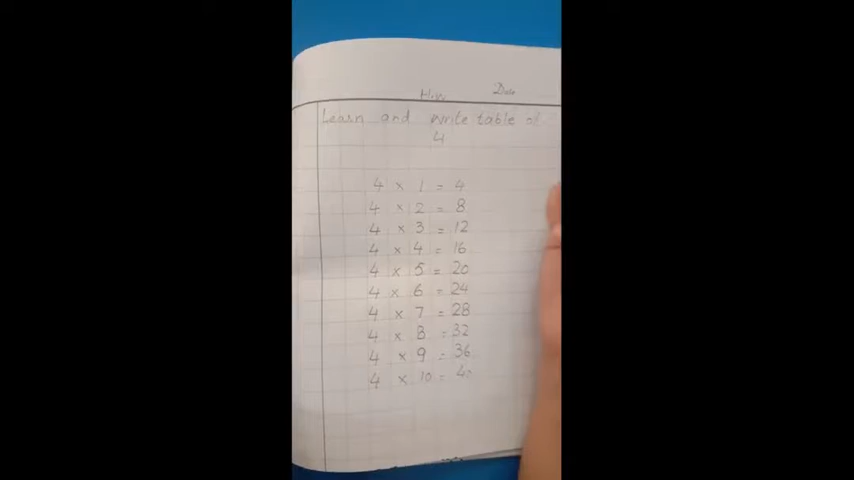 H.W. Date
Learn and write table of
4
4 × 1 = 4
4 × 2 = 8
4 × 3 = 12
4 × 4 = 16
4 × 5 = 20
4 × 6 = 24
4 × 7 = 28
4 × 8 = 32
4 × 9 = 36
4 × 10 = 40